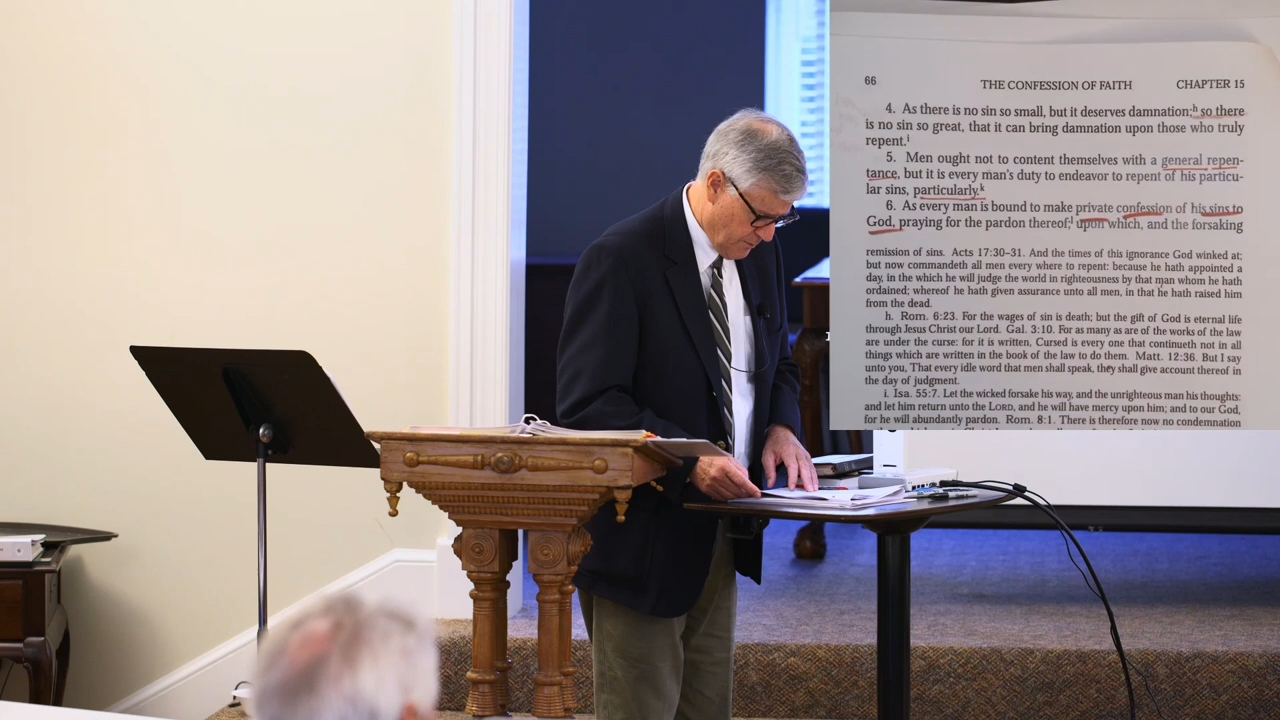 66 THE CONFESSION OF FAITH CHAPTER 15
4. As there is no sin so small, but it deserves damnation;h so there
is no sin so great, that it can bring damnation upon those who truly
repent.i
5. Men ought not to content themselves with a general repen-
tance, but it is every man's duty to endeavor to repent of his particu-
lar sins, particularly.k
6. As every man is bound to make private confession of his sins to
God, praying for the pardon thereof;l upon which, and the forsaking
remission of sins. Acts 17:30–31. And the times of this ignorance God winked at;
but now commandeth all men every where to repent: because he hath appointed a
day, in the which he will judge the world in righteousness by that man whom he hath
ordained; whereof he hath given assurance unto all men, in that he hath raised him
from the dead.
h. Rom. 6:23. For the wages of sin is death; but the gift of God is eternal life
through Jesus Christ our Lord. Gal. 3:10. For as many as are of the works of the law
are under the curse: for it is written, Cursed is every one that continueth not in all
things which are written in the book of the law to do them. Matt. 12:36. But I say
unto you, That every idle word that men shall speak, they shall give account thereof in
the day of judgment.
i. Isa. 55:7. Let the wicked forsake his way, and the unrighteous man his thoughts:
and let him return unto the LORD, and he will have mercy upon him; and to our God,
for he will abundantly pardon. Rom. 8:1. There is therefore now no condemnation